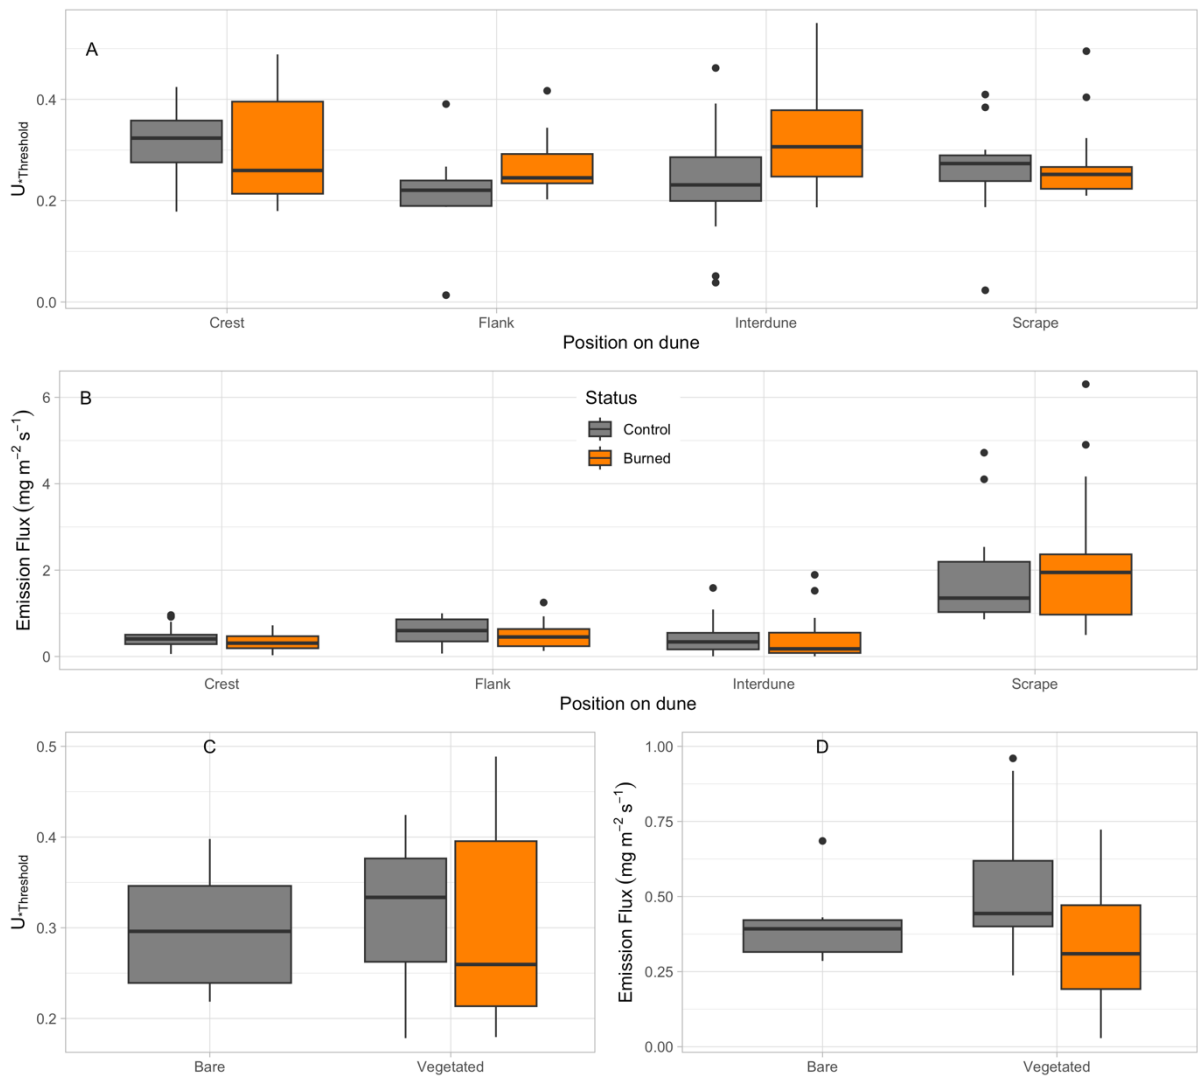 A
U*Threshold
0.4
0.2
0.0
Crest
Flank
Interdune
Scrape
Position on dune
B
Emission Flux (mg m−2 s−1)
6
4
2
0
Status
Control
Burned
Crest
Flank
Interdune
Scrape
Position on dune
C
U*Threshold
0.5
0.4
0.3
0.2
Bare
Vegetated
D
Emission Flux (mg m−2 s−1)
1.00
0.75
0.50
0.25
0.00
Bare
Vegetated